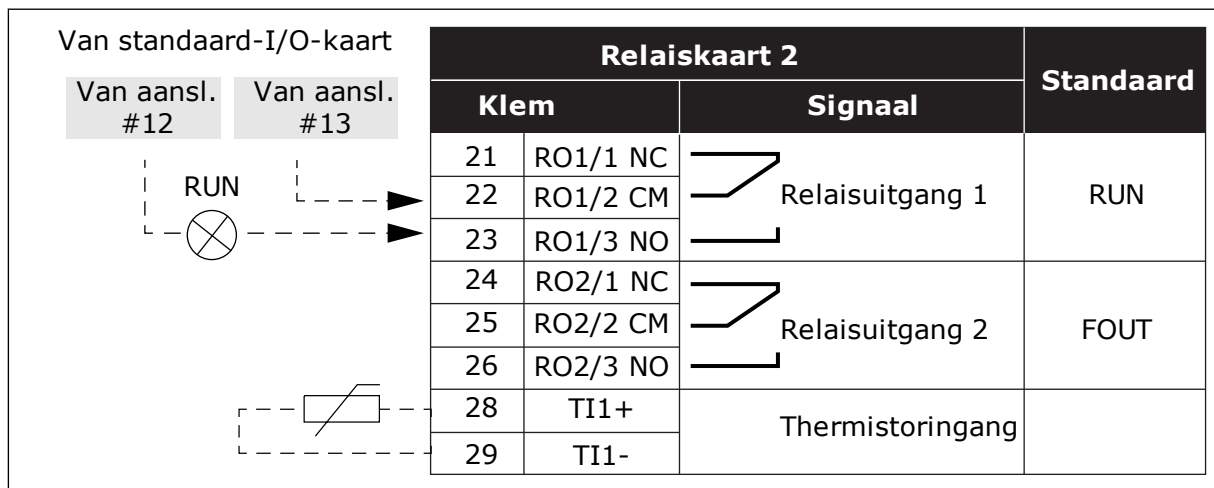 Van standaard-I/O-kaart
Van aansl. #12
Van aansl. #13
RUN
Relaiskaart 2
Standaard
Klem
Signaal
21 RO1/1 NC
22 RO1/2 CM Relaisuitgang 1 RUN
23 RO1/3 NO
24 RO2/1 NC
25 RO2/2 CM Relaisuitgang 2 FOUT
26 RO2/3 NO
28 TI1+
Thermistoringang
29 TI1-